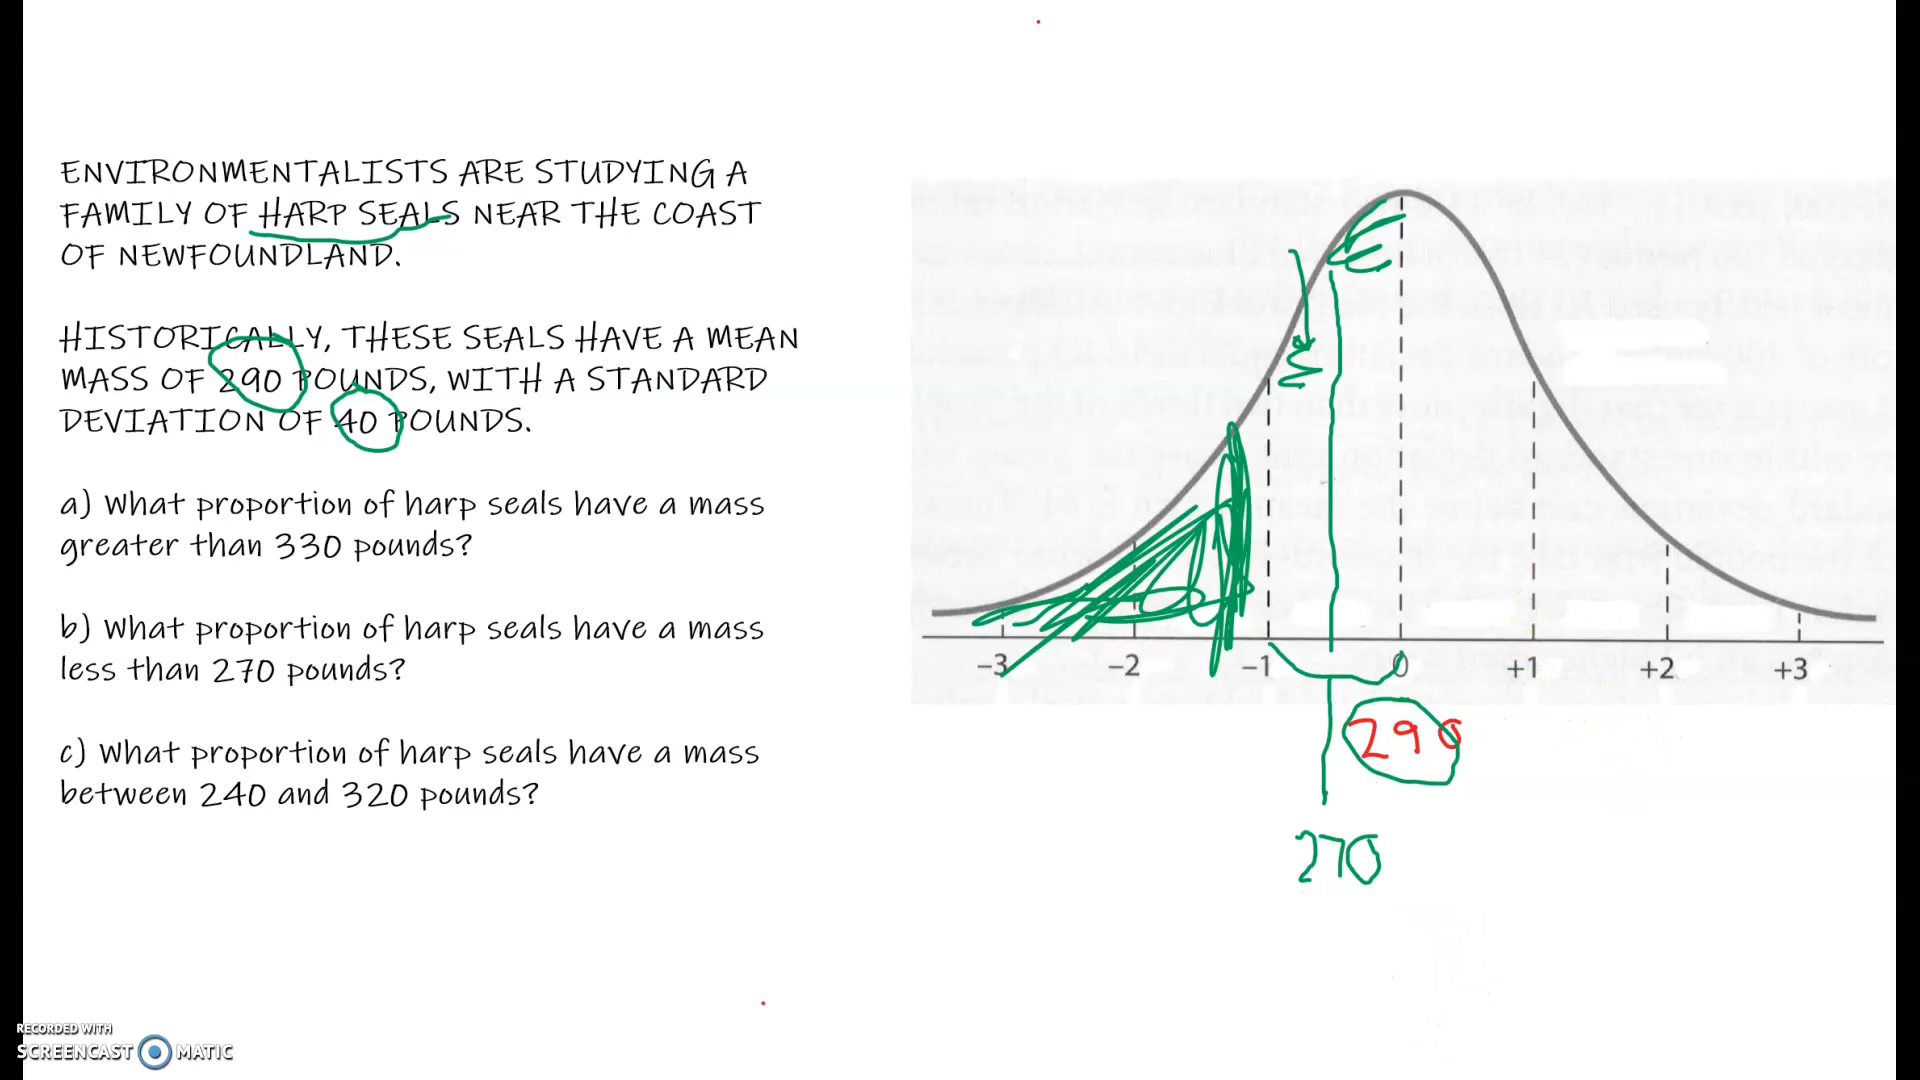 ENVIRONMENTALISTS ARE STUDYING A
FAMILY OF HARP SEALS NEAR THE COAST
OF NEWFOUNDLAND.
HISTORICALLY, THESE SEALS HAVE A MEAN
MASS OF 290 POUNDS, WITH A STANDARD
DEVIATION OF 40 POUNDS.
a) What proportion of harp seals have a mass
greater than 330 pounds?
b) What proportion of harp seals have a mass
less than 270 pounds?
c) What proportion of harp seals have a mass
between 240 and 320 pounds?
-3 -2 -1 0 +1 +2 +3
290
270
RECORDED WITH
SCREENCAST MATIC